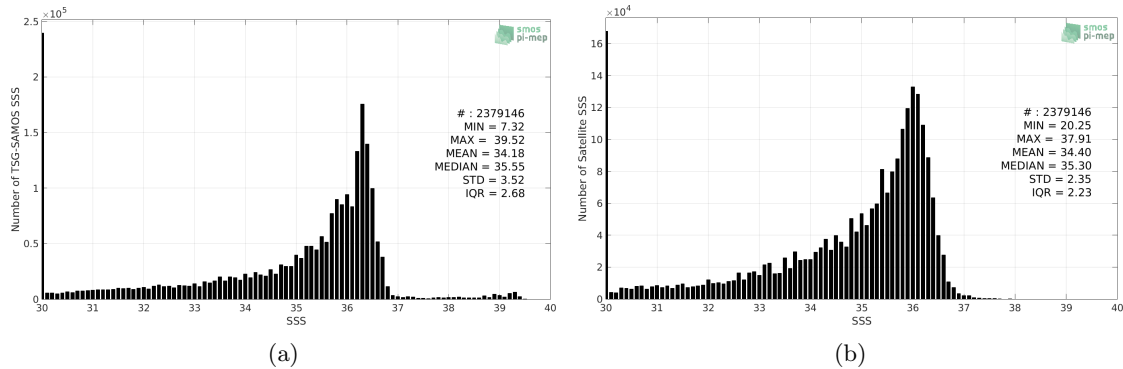 ×10⁵
2.5
2
1.5
1
0.5
0
30 31 32 33 34 35 36 37 38 39 40
SSS
Number of TSG-SAMOS SSS
smos
pi-mep
# : 2379146
MIN = 7.32
MAX = 39.52
MEAN = 34.18
MEDIAN = 35.55
STD = 3.52
IQR = 2.68
(a)
×10⁴
16
14
12
10
8
6
4
2
0
30 31 32 33 34 35 36 37 38 39 40
SSS
Number of Satellite SSS
smos
pi-mep
# : 2379146
MIN = 20.25
MAX = 37.91
MEAN = 34.40
MEDIAN = 35.30
STD = 2.35
IQR = 2.23
(b)